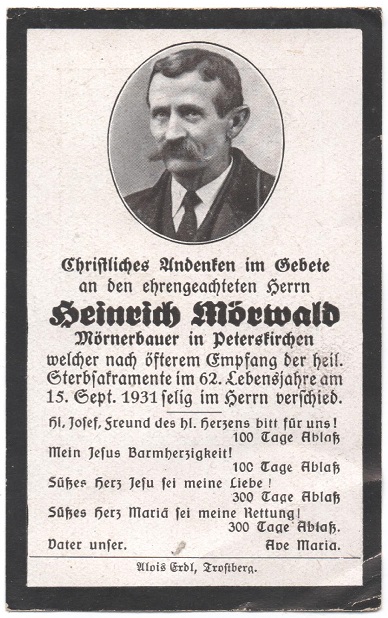 Christliches Andenken im Gebete
an den ehrengeachteten Herrn
Heinrich Mörwald
Mörnerbauer in Peterskirchen
welcher nach öfterem Empfang der heil.
Sterbsakramente im 62. Lebensjahre am
15. Sept. 1931 selig im Herrn verschied.
Hl. Josef, Freund des hl. Herzens bitt für uns!
100 Tage Ablaß
Mein Jesus Barmherzigkeit!
100 Tage Ablaß
Süßes Herz Jesu sei meine Liebe!
300 Tage Ablaß
Süßes Herz Mariä sei meine Rettung!
300 Tage Ablaß.
Vater unser. Ave Maria.
Alois Erdl, Trostberg.